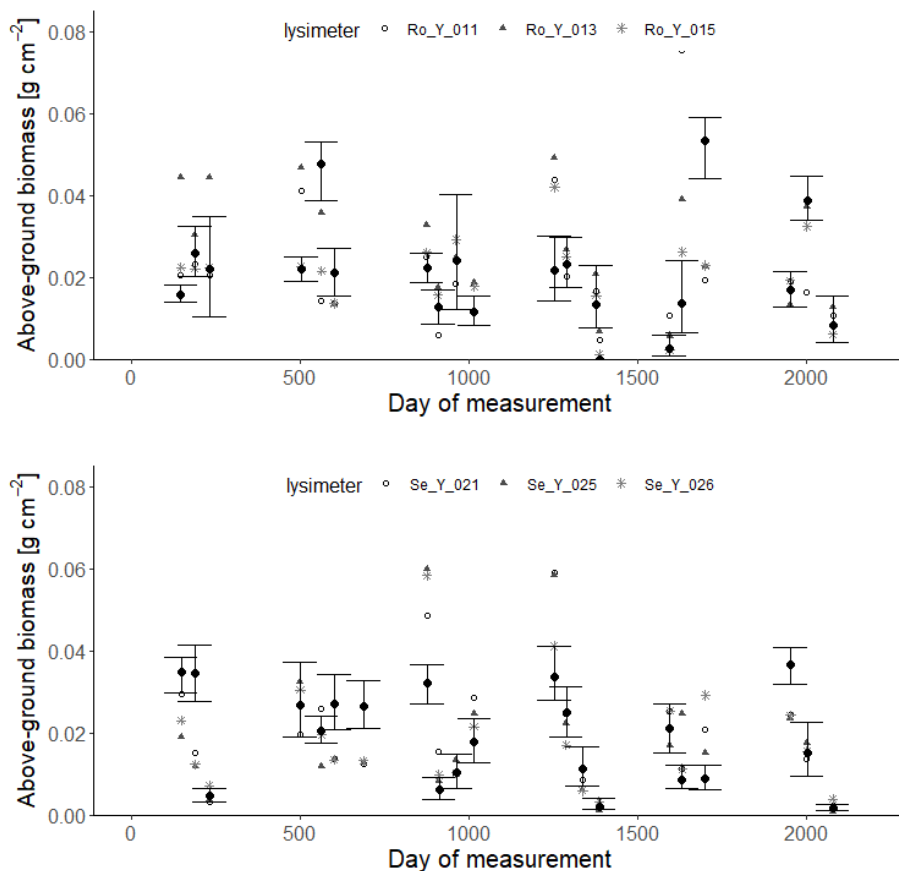 lysimeter Ro_Y_011 Ro_Y_013 Ro_Y_015
Above-ground biomass [g cm⁻²]
0.08
0.06
0.04
0.02
0.00
0 500 1000 1500 2000
Day of measurement
lysimeter Se_Y_021 Se_Y_025 Se_Y_026
Above-ground biomass [g cm⁻²]
0.08
0.06
0.04
0.02
0.00
0 500 1000 1500 2000
Day of measurement